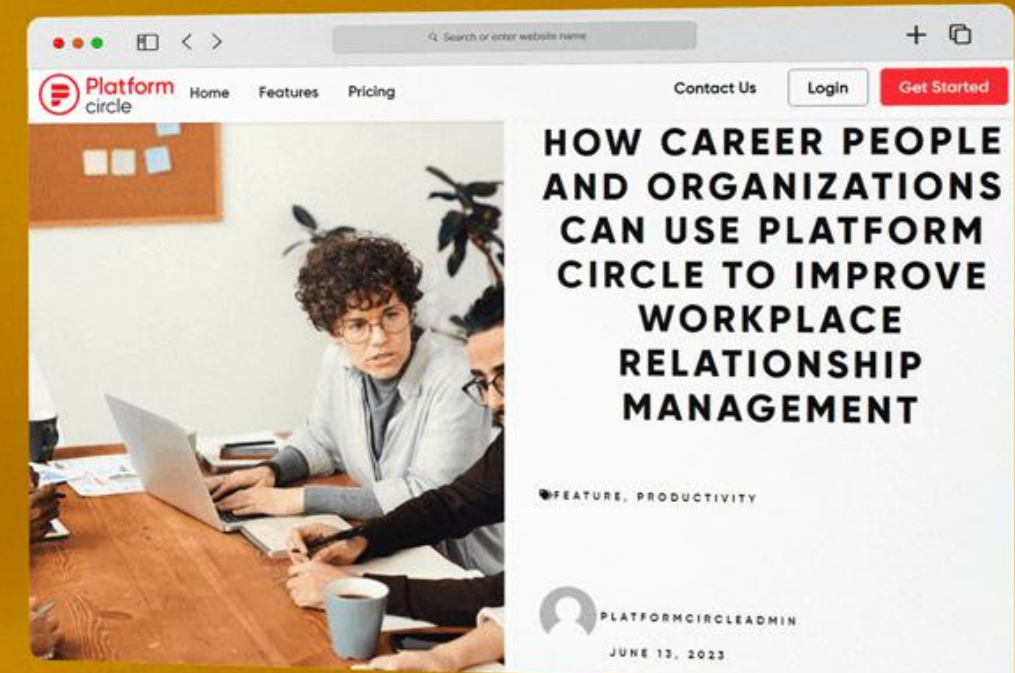 Search or enter website name
Platform
circle
Home Features Pricing Contact Us Login Get Started
HOW CAREER PEOPLE
AND ORGANIZATIONS
CAN USE PLATFORM
CIRCLE TO IMPROVE
WORKPLACE
RELATIONSHIP
MANAGEMENT
FEATURE, PRODUCTIVITY
PLATFORMCIRCLEADMIN
JUNE 13, 2023